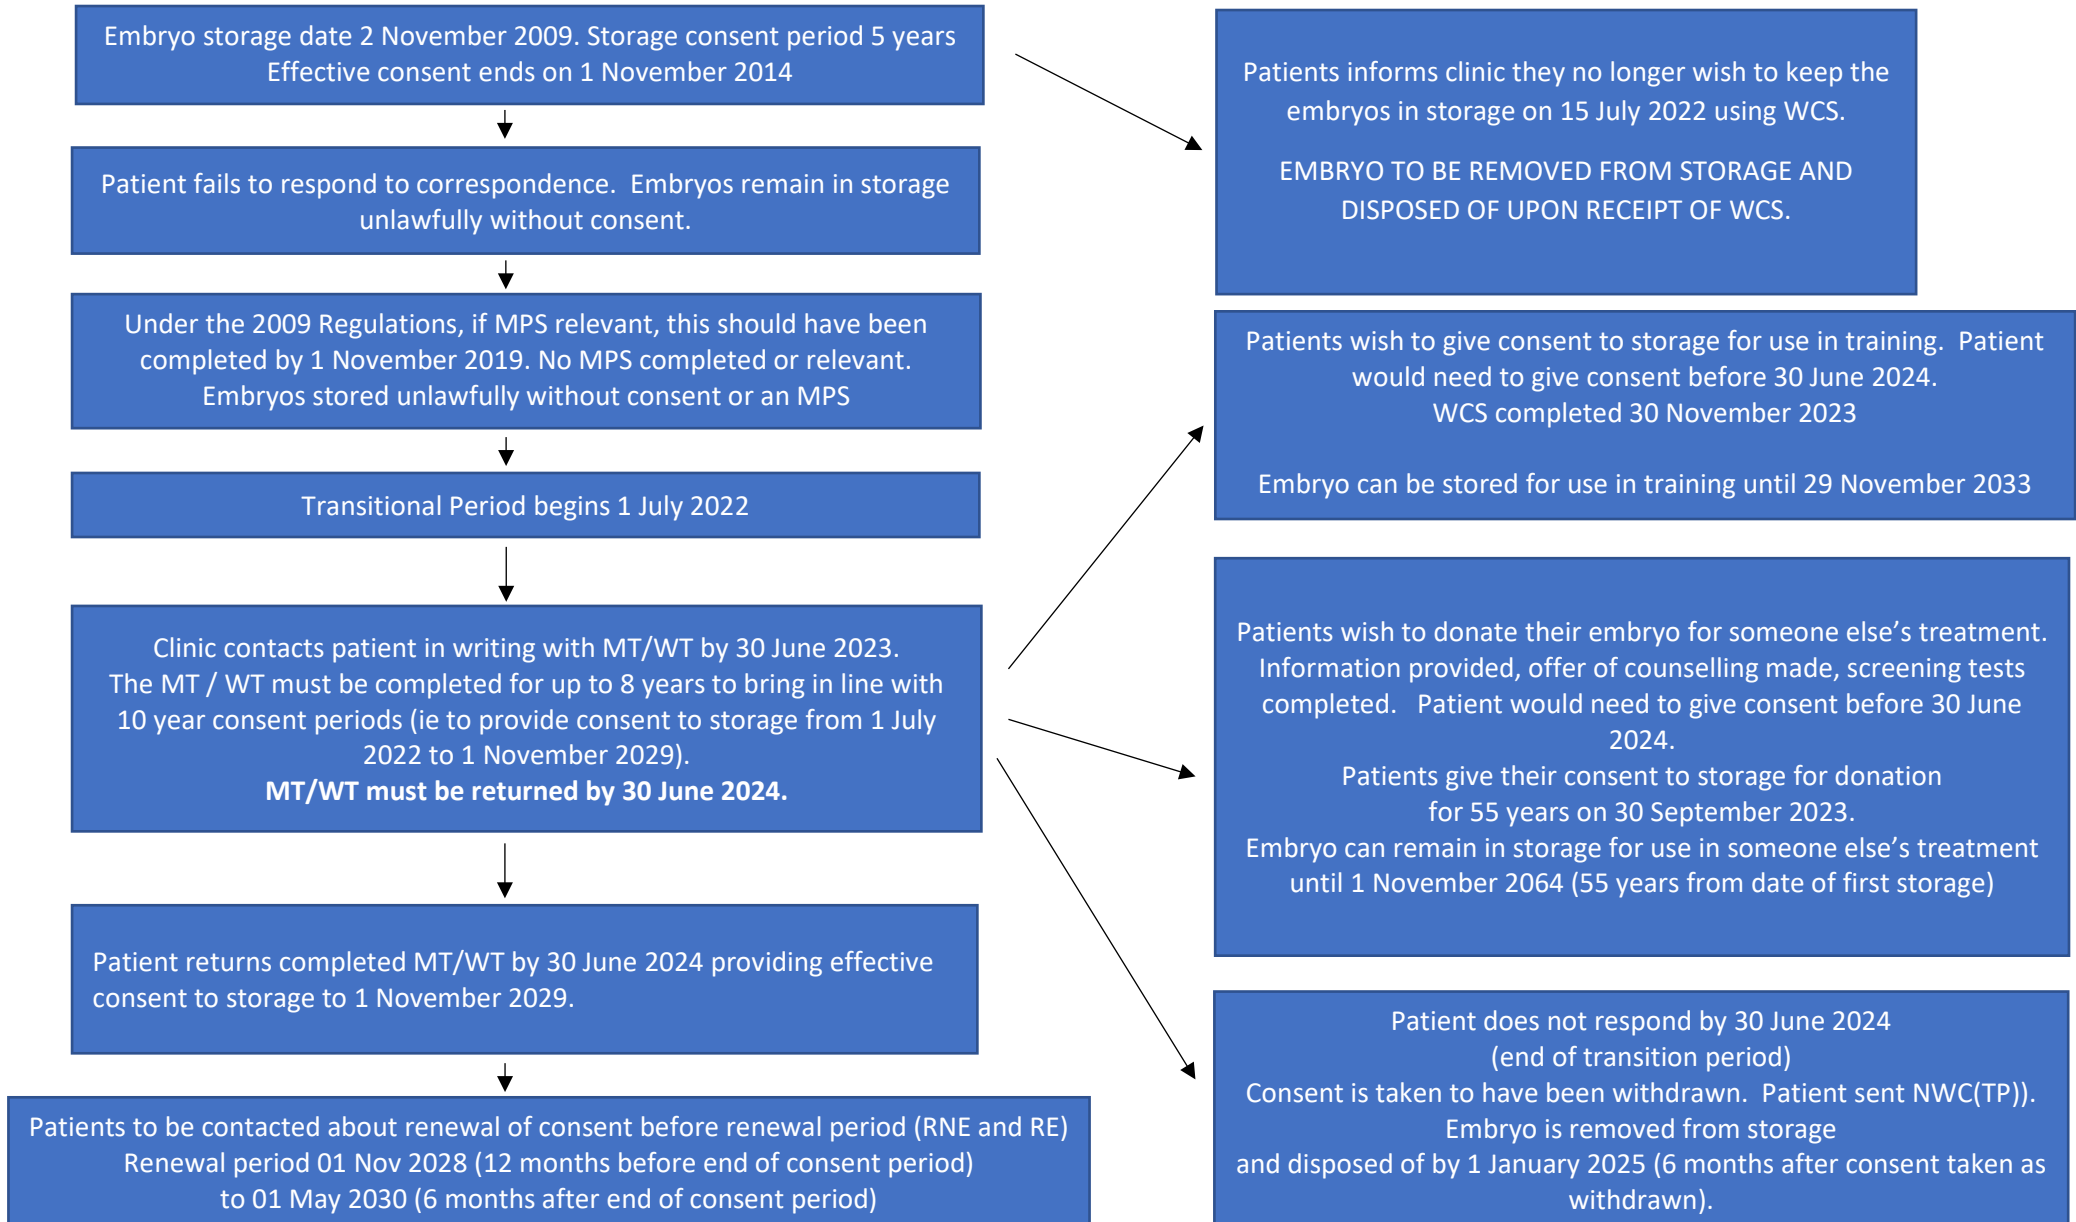 Embryo storage date 2 November 2009. Storage consent period 5 years
Effective consent ends on 1 November 2014
Patient fails to respond to correspondence.  Embryos remain in storage
unlawfully without consent.
Under the 2009 Regulations, if MPS relevant, this should have been
completed by 1 November 2019. No MPS completed or relevant.
Embryos stored unlawfully without consent or an MPS
Transitional Period begins 1 July 2022
Clinic contacts patient in writing with MT/WT by 30 June 2023.
The MT / WT must be completed for up to 8 years to bring in line with
10 year consent periods (ie to provide consent to storage from 1 July
2022 to 1 November 2029).
MT/WT must be returned by 30 June 2024.
Patient returns completed MT/WT by 30 June 2024 providing effective
consent to storage to 1 November 2029.
Patients to be contacted about renewal of consent before renewal period (RNE and RE)
Renewal period 01 Nov 2028 (12 months before end of consent period)
to 01 May 2030 (6 months after end of consent period)
Patients informs clinic they no longer wish to keep the
embryos in storage on 15 July 2022 using WCS.
EMBRYO TO BE REMOVED FROM STORAGE AND
DISPOSED OF UPON RECEIPT OF WCS.
Patients wish to give consent to storage for use in training.  Patient
would need to give consent before 30 June 2024.
WCS completed 30 November 2023
Embryo can be stored for use in training until 29 November 2033
Patients wish to donate their embryo for someone else’s treatment.
Information provided, offer of counselling made, screening tests
completed.   Patient would need to give consent before 30 June
2024.
Patients give their consent to storage for donation
for 55 years on 30 September 2023.
Embryo can remain in storage for use in someone else’s treatment
until 1 November 2064 (55 years from date of first storage)
Patient does not respond by 30 June 2024
(end of transition period)
Consent is taken to have been withdrawn.  Patient sent NWC(TP)).
Embryo is removed from storage
and disposed of by 1 January 2025 (6 months after consent taken as
withdrawn).